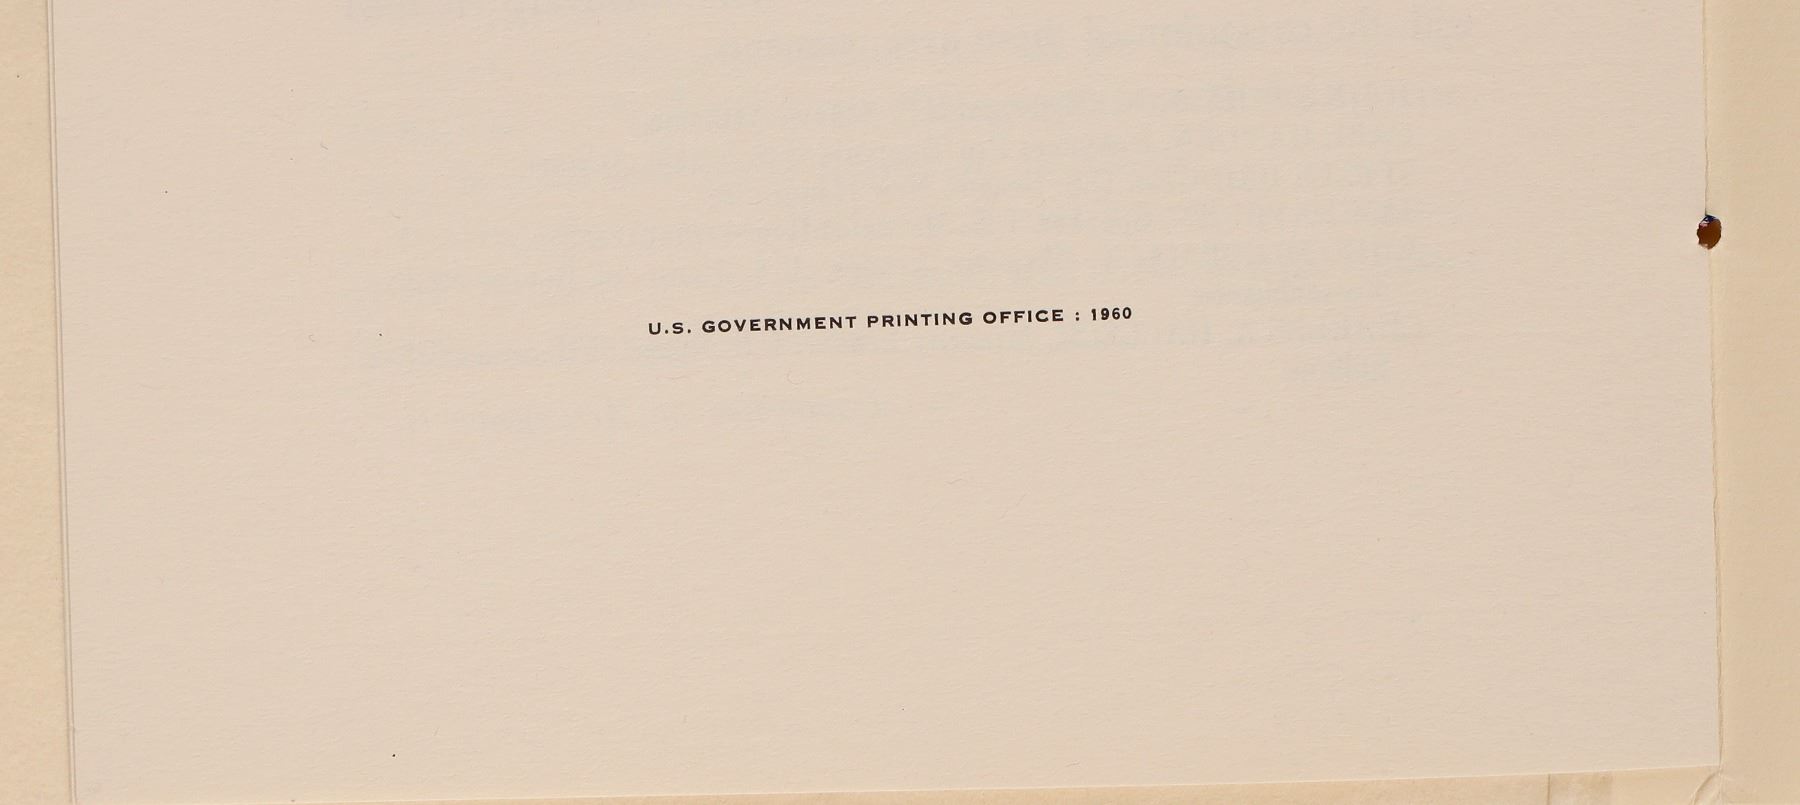 U.S. GOVERNMENT PRINTING OFFICE : 1960